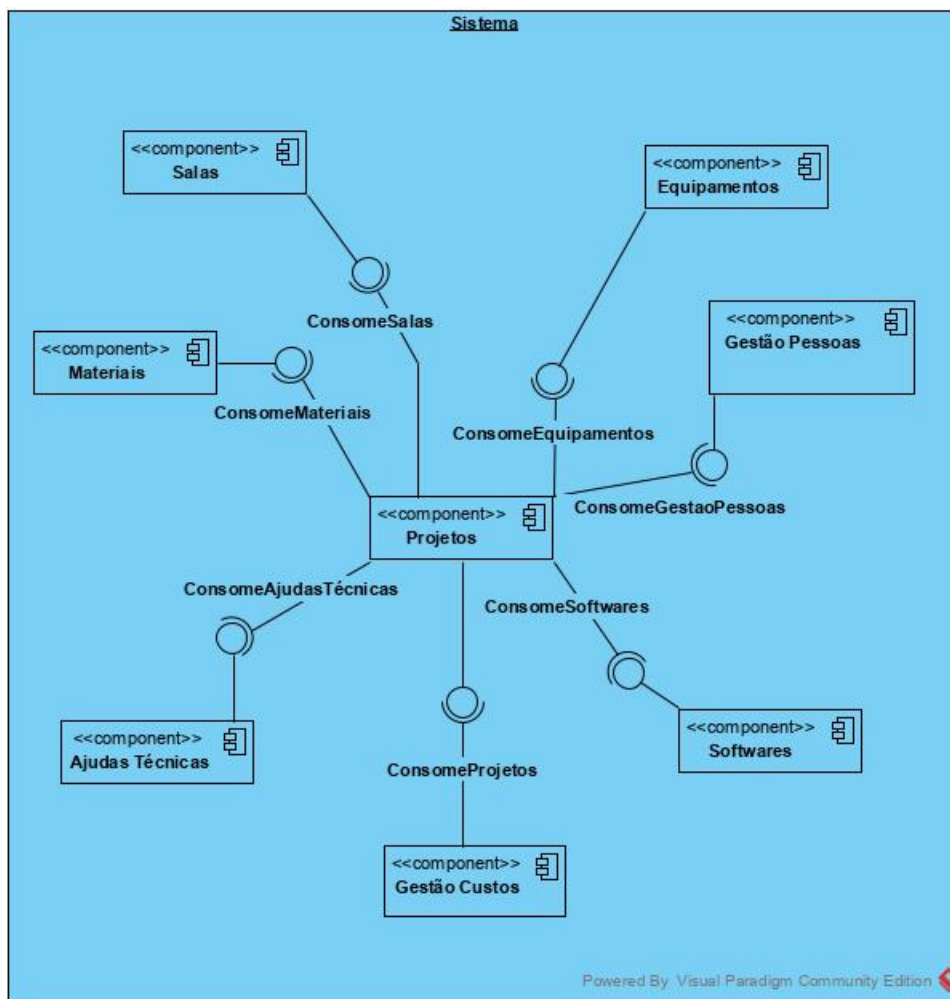 Sistema
<<component>>
Salas
<<component>>
Equipamentos
ConsomeSalas
<<component>>
Gestão Pessoas
<<component>>
Materiais
ConsomeMateriais
ConsomeEquipamentos
ConsomeGestaoPessoas
<<component>>
Projetos
ConsomeAjudasTécnicas
ConsomeSoftwares
<<component>>
Ajudas Técnicas
<<component>>
Softwares
ConsomeProjetos
<<component>>
Gestão Custos
Powered By Visual Paradigm Community Edition